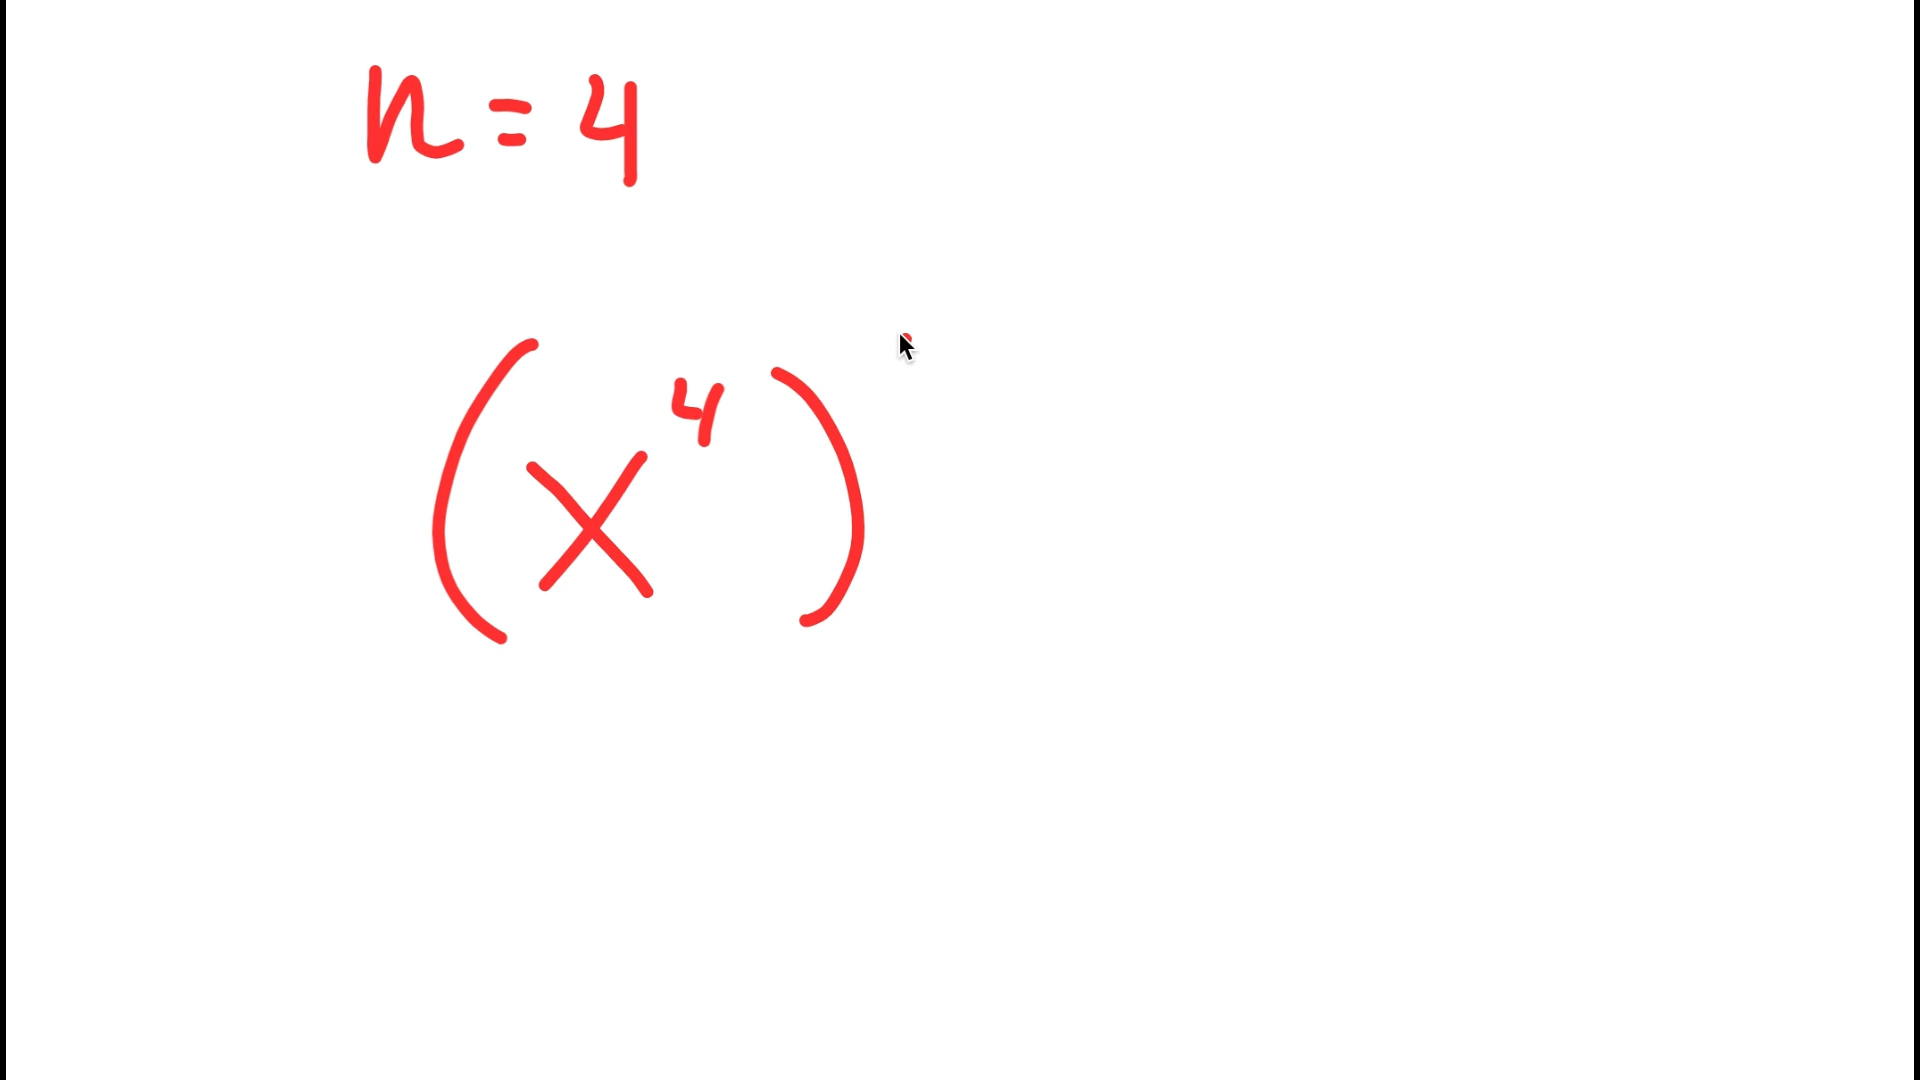 n = 4
(x⁴)